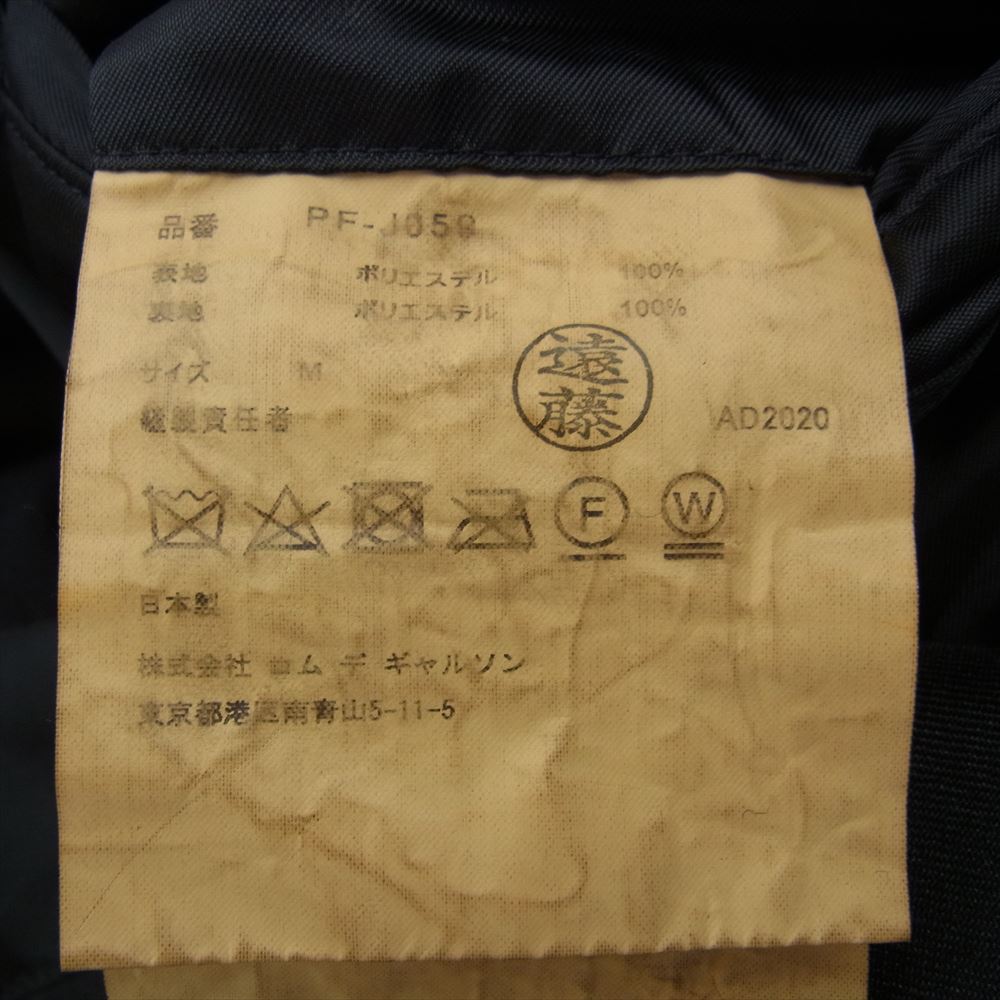 品番 PF-J059
表地 ポリエステル 100%
裏地 ポリエステル 100%
サイズ M
縫製責任者 遠藤 AD2020
F W
日本製
株式会社 コム デ ギャルソン
東京都港区南青山5-11-5